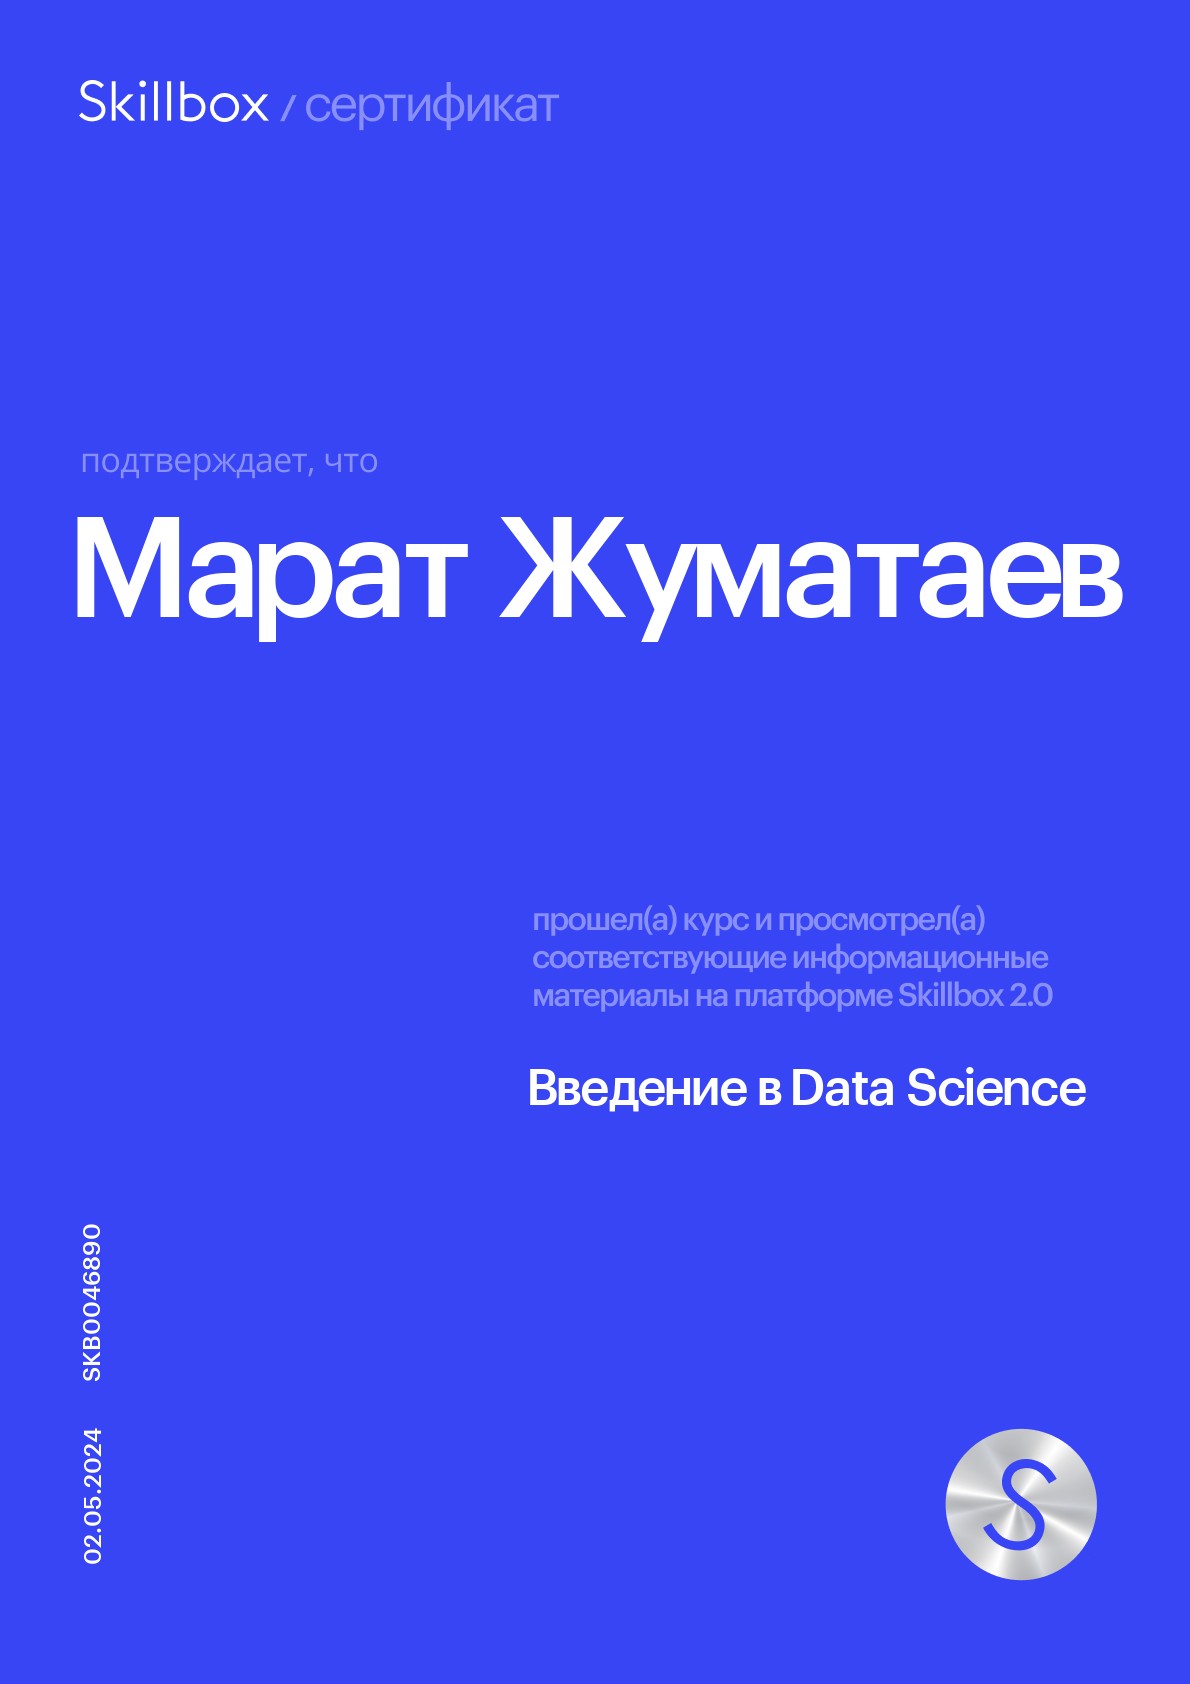 Skillbox / сертификат
подтверждает, что
Марат Жуматаев
прошел(а) курс и просмотрел(а)
соответствующие информационные
материалы на платформе Skillbox 2.0
Введение в Data Science
SKB0046890
02.05.2024
S